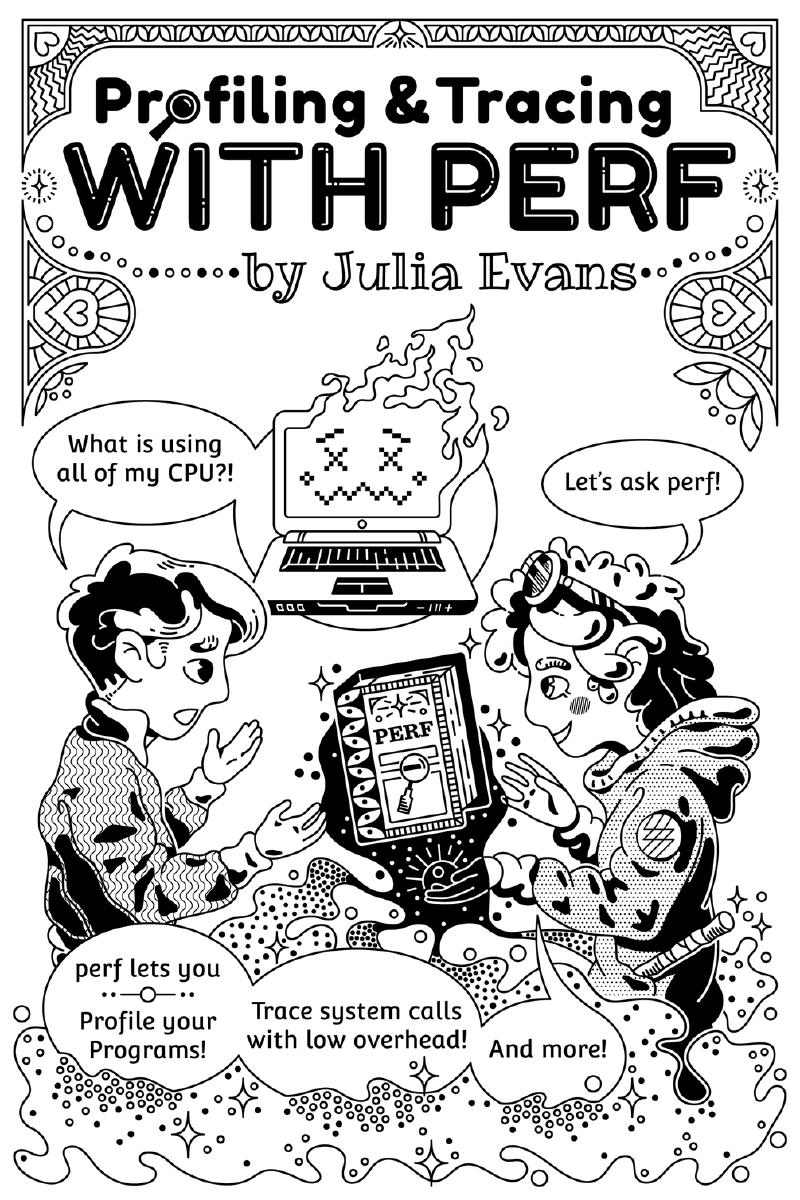 Profiling & Tracing
WITH PERF
by Julia Evans
What is using
all of my CPU?!
Let's ask perf!
PERF
perf lets you
Profile your
Programs!
Trace system calls
with low overhead!
And more!